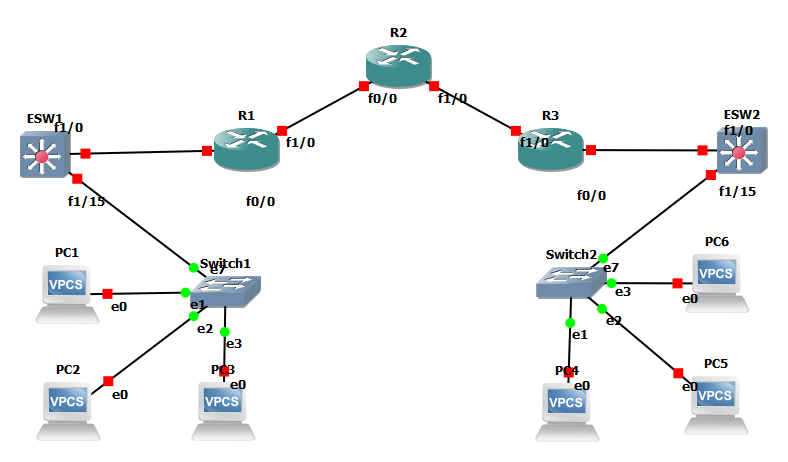 R2
f0/0
f1/0
ESW1
f1/0
R1
f1/0
R3
f1/0
ESW2
f1/0
f1/15
f0/0
f0/0
f1/15
PC1
VPCS
e0
Switch1
e7
e1
e2
e3
Switch2
e7
e3
e1
e2
PC6
VPCS
e0
PC2
VPCS
e0
PC3
VPCS
e0
PC4
VPCS
e0
PC5
VPCS
e0